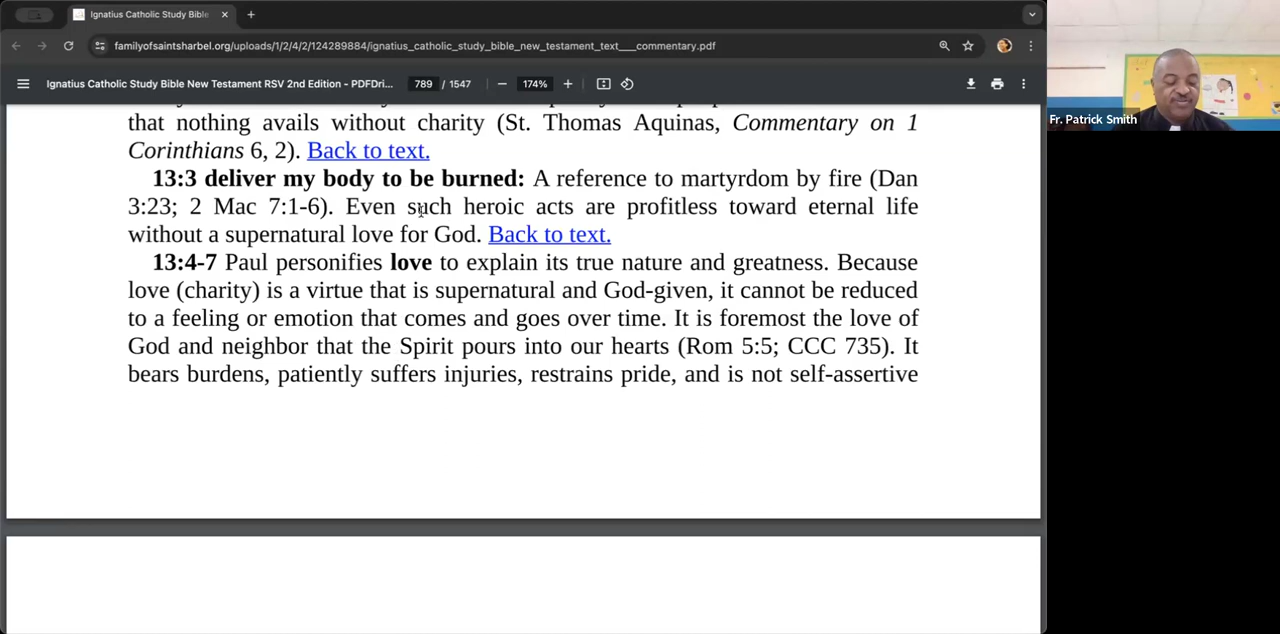 Ignatius Catholic Study Bible
familyofsaintsharbel.org/uploads/1/2/4/2/124289884/ignatius_catholic_study_bible_new_testament_text___commentary.pdf
Ignatius Catholic Study Bible New Testament RSV 2nd Edition - PDFDri... 789 / 1547 174%
that nothing avails without charity (St. Thomas Aquinas, Commentary on 1
Corinthians 6, 2). Back to text.
13:3 deliver my body to be burned: A reference to martyrdom by fire (Dan
3:23; 2 Mac 7:1-6). Even such heroic acts are profitless toward eternal life
without a supernatural love for God. Back to text.
13:4-7 Paul personifies love to explain its true nature and greatness. Because
love (charity) is a virtue that is supernatural and God-given, it cannot be reduced
to a feeling or emotion that comes and goes over time. It is foremost the love of
God and neighbor that the Spirit pours into our hearts (Rom 5:5; CCC 735). It
bears burdens, patiently suffers injuries, restrains pride, and is not self-assertive
Fr. Patrick Smith